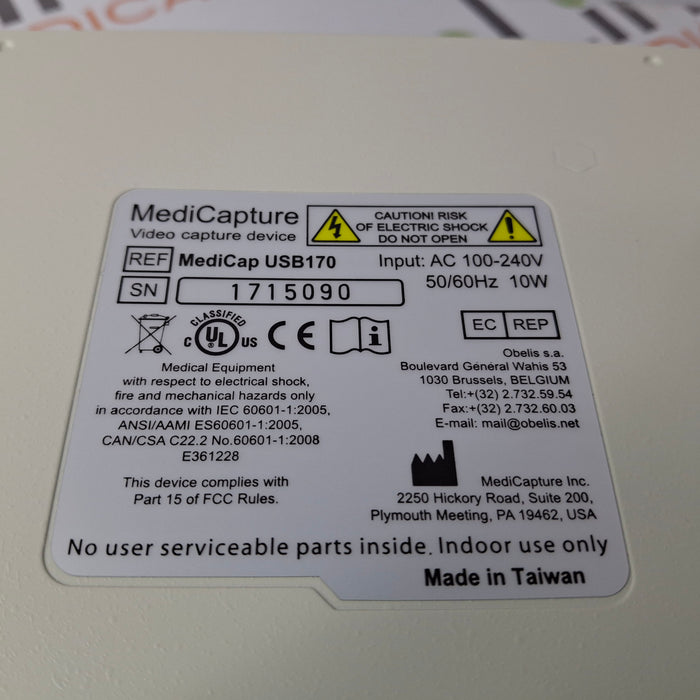 MediCapture
Video capture device
CAUTION! RISK
OF ELECTRIC SHOCK
DO NOT OPEN
REF MediCap USB170
SN 1715090
Input: AC 100-240V
50/60Hz 10W
CLASSIFIED
C UL US CE i
Medical Equipment
with respect to electrical shock,
fire and mechanical hazards only
in accordance with IEC 60601-1:2005,
ANSI/AAMI ES60601-1:2005,
CAN/CSA C22.2 No.60601-1:2008
E361228
This device complies with
Part 15 of FCC Rules.
EC REP
Obelis s.a.
Boulevard Général Wahis 53
1030 Brussels, BELGIUM
Tel:+(32) 2.732.59.54
Fax:+(32) 2.732.60.03
E-mail: mail@obelis.net
MediCapture Inc.
2250 Hickory Road, Suite 200,
Plymouth Meeting, PA 19462, USA
No user serviceable parts inside. Indoor use only
Made in Taiwan